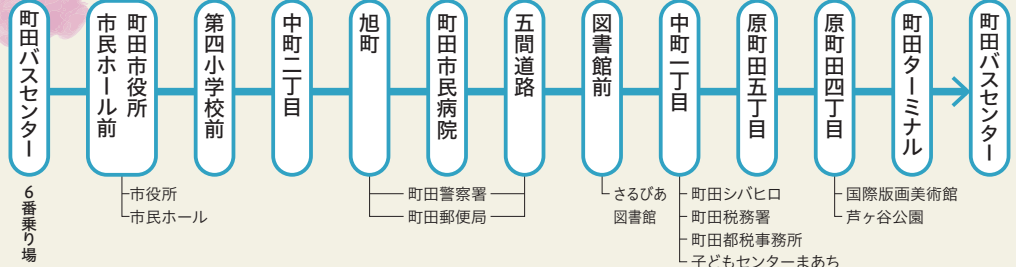 町田バスセンター
町田市役所
市民ホール前
第四小学校前
中町二丁目
旭町
町田市民病院
五間道路
図書館前
中町一丁目
原町田五丁目
原町田四丁目
町田ターミナル
町田バスセンター
6番乗り場
市役所
市民ホール
町田警察署
町田郵便局
さるびあ
図書館
町田シバヒロ
町田税務署
町田都税事務所
子どもセンターまあち
国際版画美術館
芹ヶ谷公園